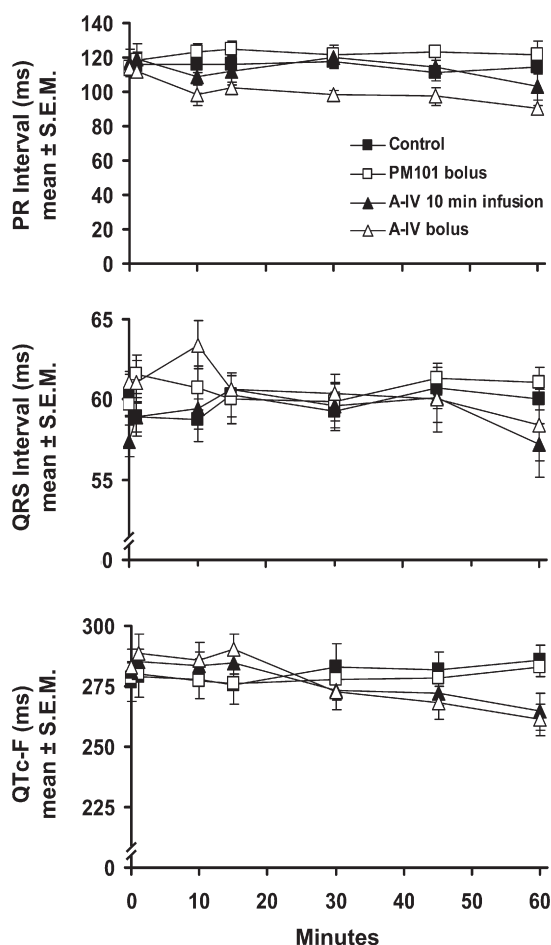 PR Interval (ms)
mean ± S.E.M.
140
120
100
80
60
40
20
0
Control
PM101 bolus
A-IV 10 min infusion
A-IV bolus
QRS Interval (ms)
mean ± S.E.M.
65
60
55
0
QTc-F (ms)
mean ± S.E.M.
300
275
250
225
0
0 10 20 30 40 50 60
Minutes